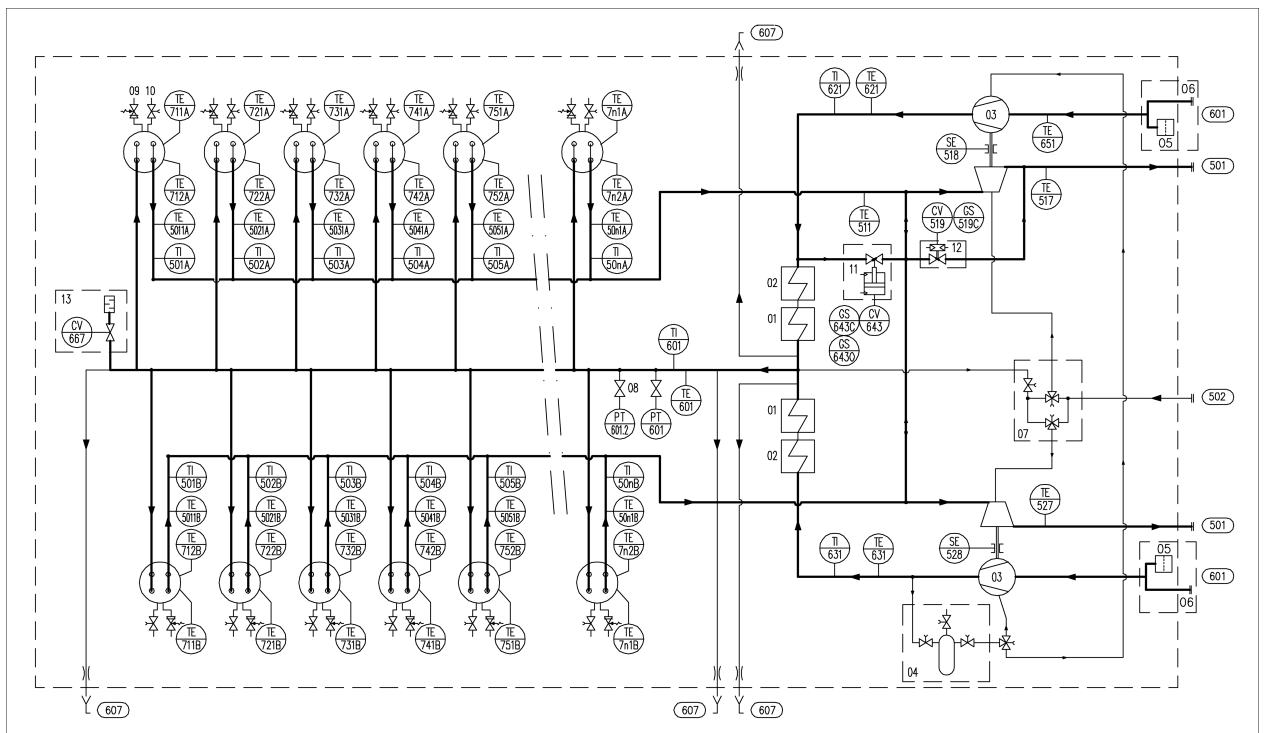 607
TI 621
TE 621
03
06
601
05
TE 651
SE 518
501
TE 517
09 10
TE 711A
TE 721A
TE 731A
TE 741A
TE 751A
TE 7n1A
TE 712A
TE 722A
TE 732A
TE 742A
TE 752A
TE 7n2A
TE 5011A
TE 5021A
TE 5031A
TE 5041A
TE 5051A
TE 50n1A
TI 501A
TI 502A
TI 503A
TI 504A
TI 505A
TI 50nA
TE 511
CV 519
GS 519C
12
11
02
01
GS 643C
CV 643
GS 643O
13
CV 667
TI 601
TE 601
08
PT 601.2
PT 601
01
02
07
502
TI 501B
TI 502B
TI 503B
TI 504B
TI 505B
TI 50nB
TE 5011B
TE 5021B
TE 5031B
TE 5041B
TE 5051B
TE 50n1B
TE 712B
TE 722B
TE 732B
TE 742B
TE 752B
TE 7n2B
TE 711B
TE 721B
TE 731B
TE 741B
TE 751B
TE 7n1B
TE 527
501
TI 631
TE 631
SE 528
03
05
601
06
04
607
607
607